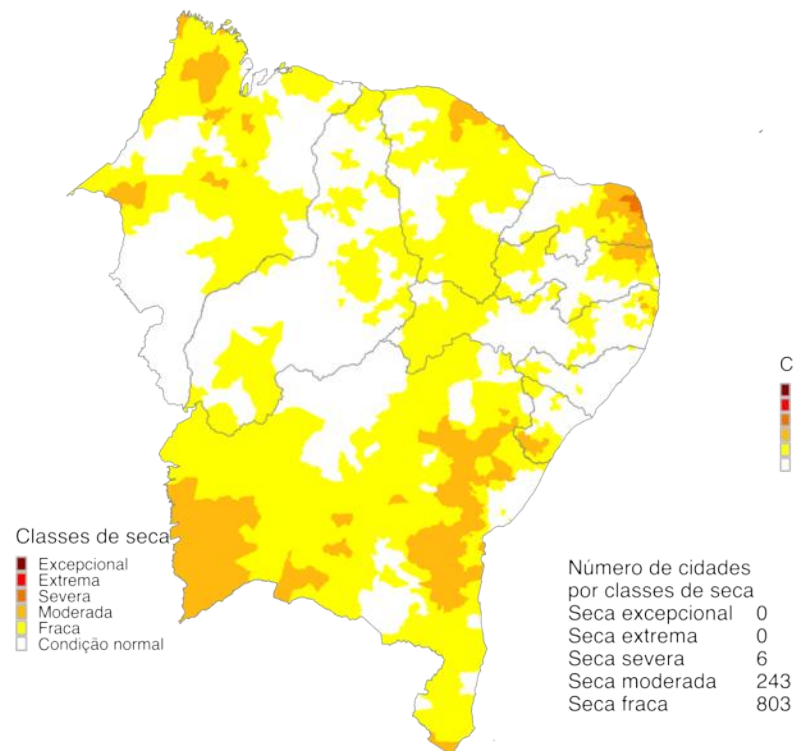 C
Classes de seca
Excepcional
Extrema
Severa
Moderada
Fraca
Condição normal
Número de cidades
por classes de seca
Seca excepcional 0
Seca extrema 0
Seca severa 6
Seca moderada 243
Seca fraca 803